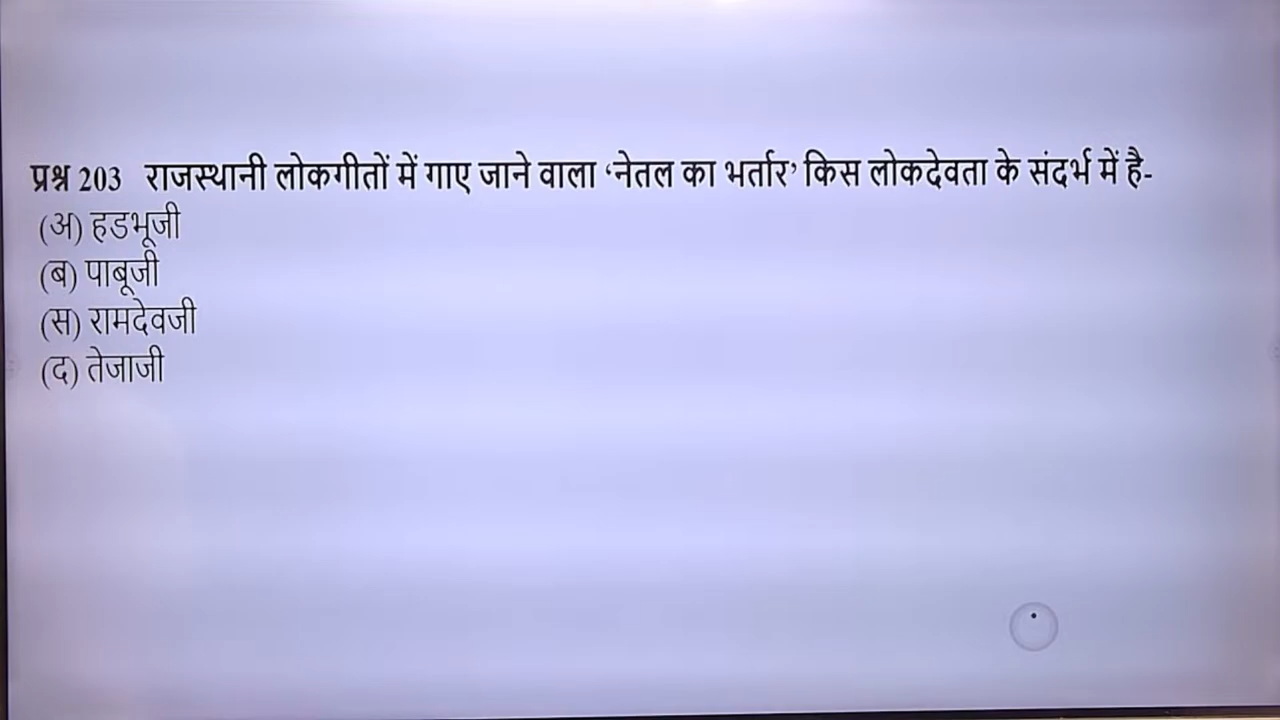 प्रश्न 203 राजस्थानी लोकगीतों में गाए जाने वाला ‘नेतल का भर्तार’ किस लोकदेवता के संदर्भ में है-
(अ) हडभूजी
(ब) पाबूजी
(स) रामदेवजी
(द) तेजाजी